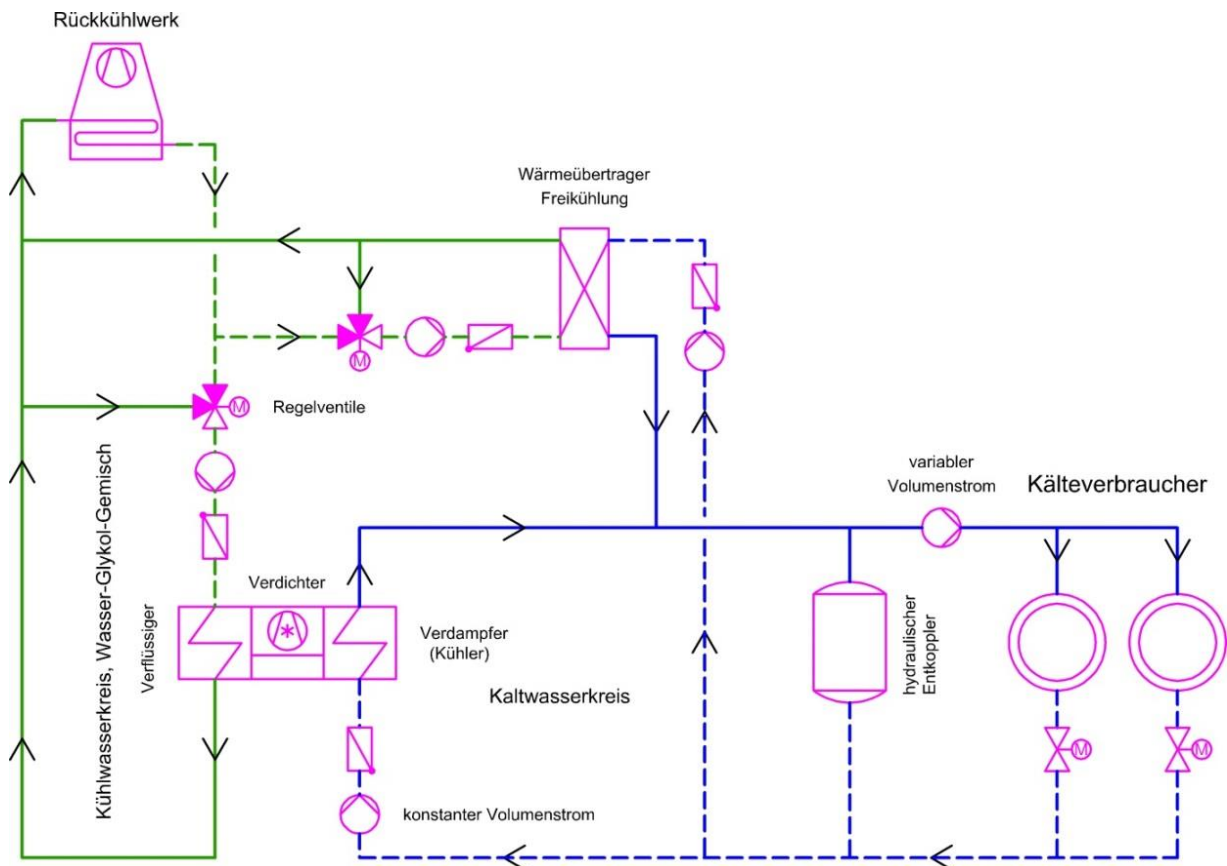 Rückkühlwerk
Wärmeübertrager
Freikühlung
M
M
Regelventile
variabler
Volumenstrom
Kälteverbraucher
Kühlwasserkreis, Wasser-Glykol-Gemisch
Verflüssiger
Verdichter
Verdampfer
(Kühler)
Kaltwasserkreis
hydraulischer
Entkoppler
M
M
konstanter Volumenstrom